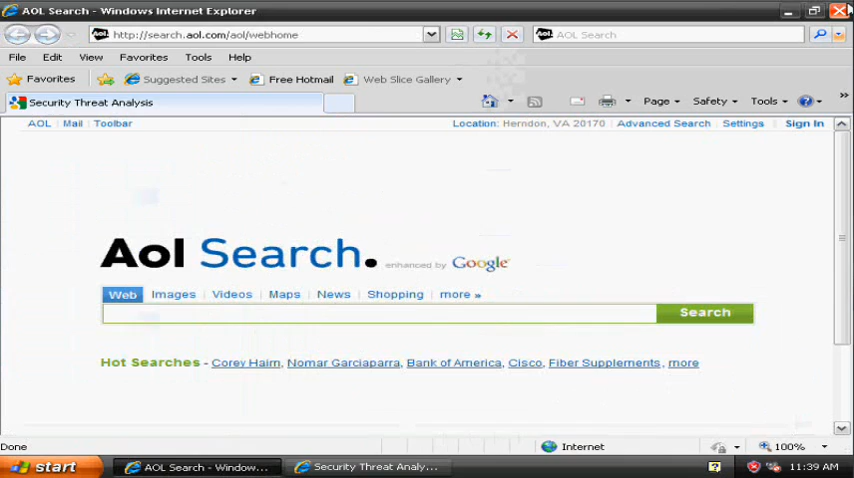 AOL Search - Windows Internet Explorer
http://search.aol.com/aol/webhome
Aol.
AOL Search
File Edit View Favorites Tools Help
Favorites Suggested Sites Free Hotmail Web Slice Gallery
Security Threat Analysis
Page Safety Tools
AOL | Mail | Toolbar
Location: Herndon, VA 20170 Advanced Search Settings | Sign In
Aol Search. enhanced by Google
Web Images Videos Maps News Shopping more »
Search
Hot Searches - Corey Haim, Nomar Garciaparra, Bank of America, Cisco, Fiber Supplements, more
Done Internet 100%
start AOL Search - Window... Security Threat Analy... 11:39 AM